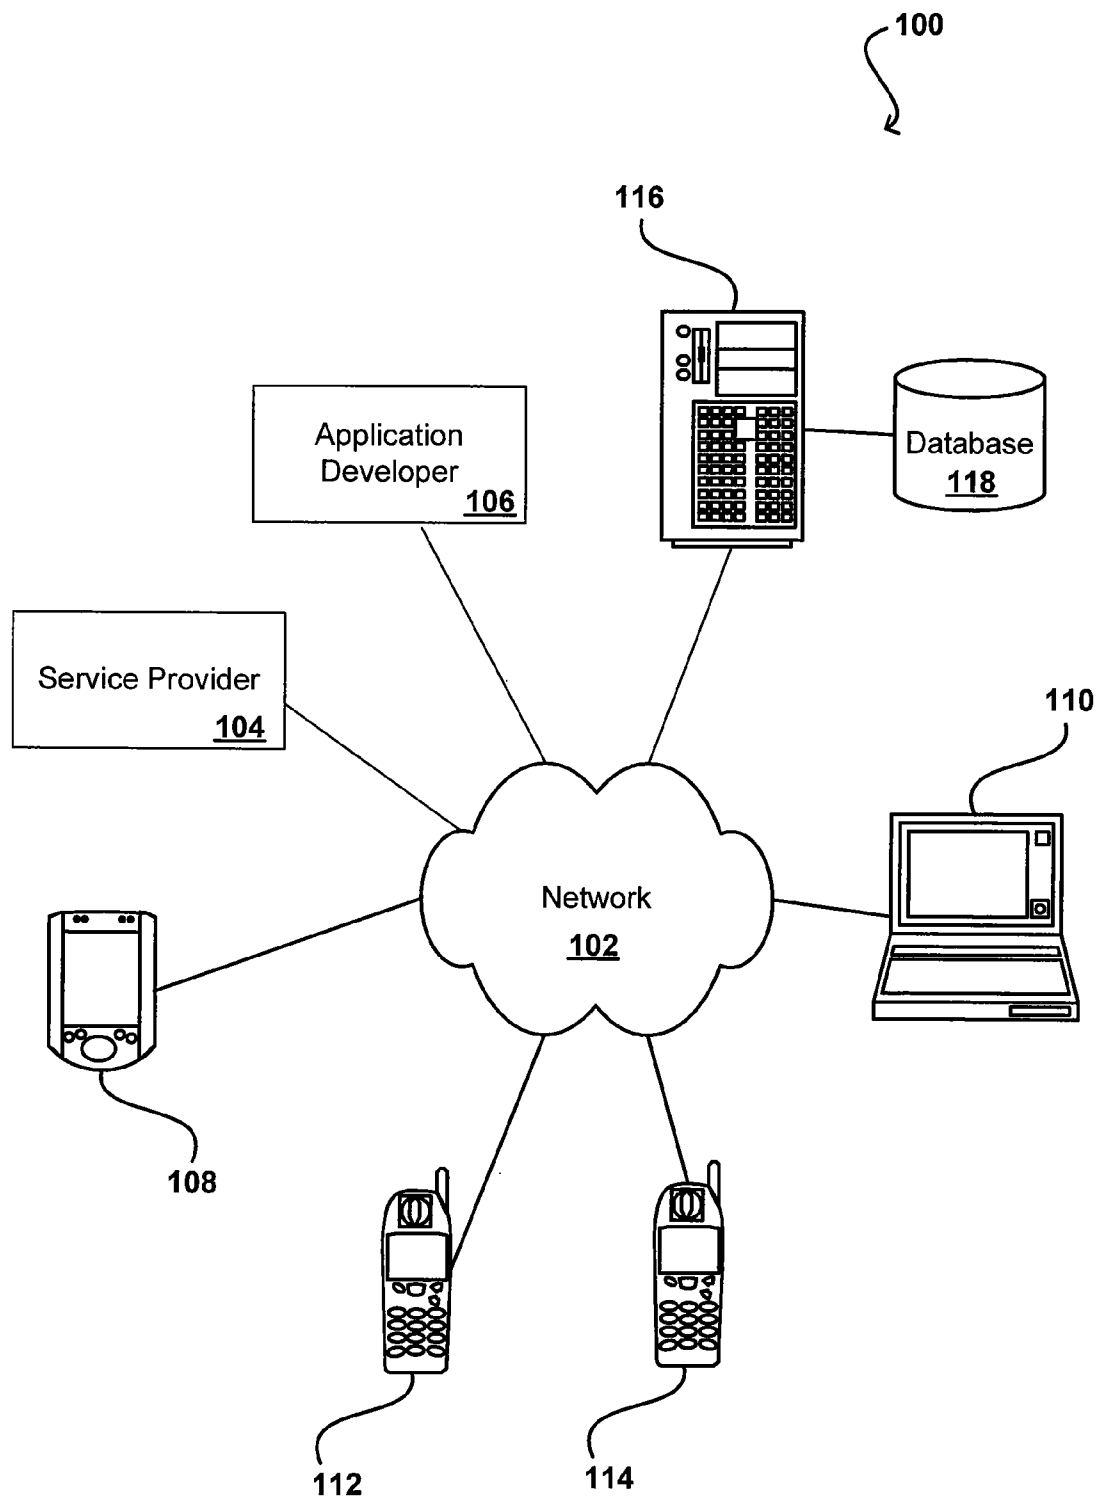 100
116
Application
Developer
106
Database
118
Service Provider
104
110
Network
102
108
112
114